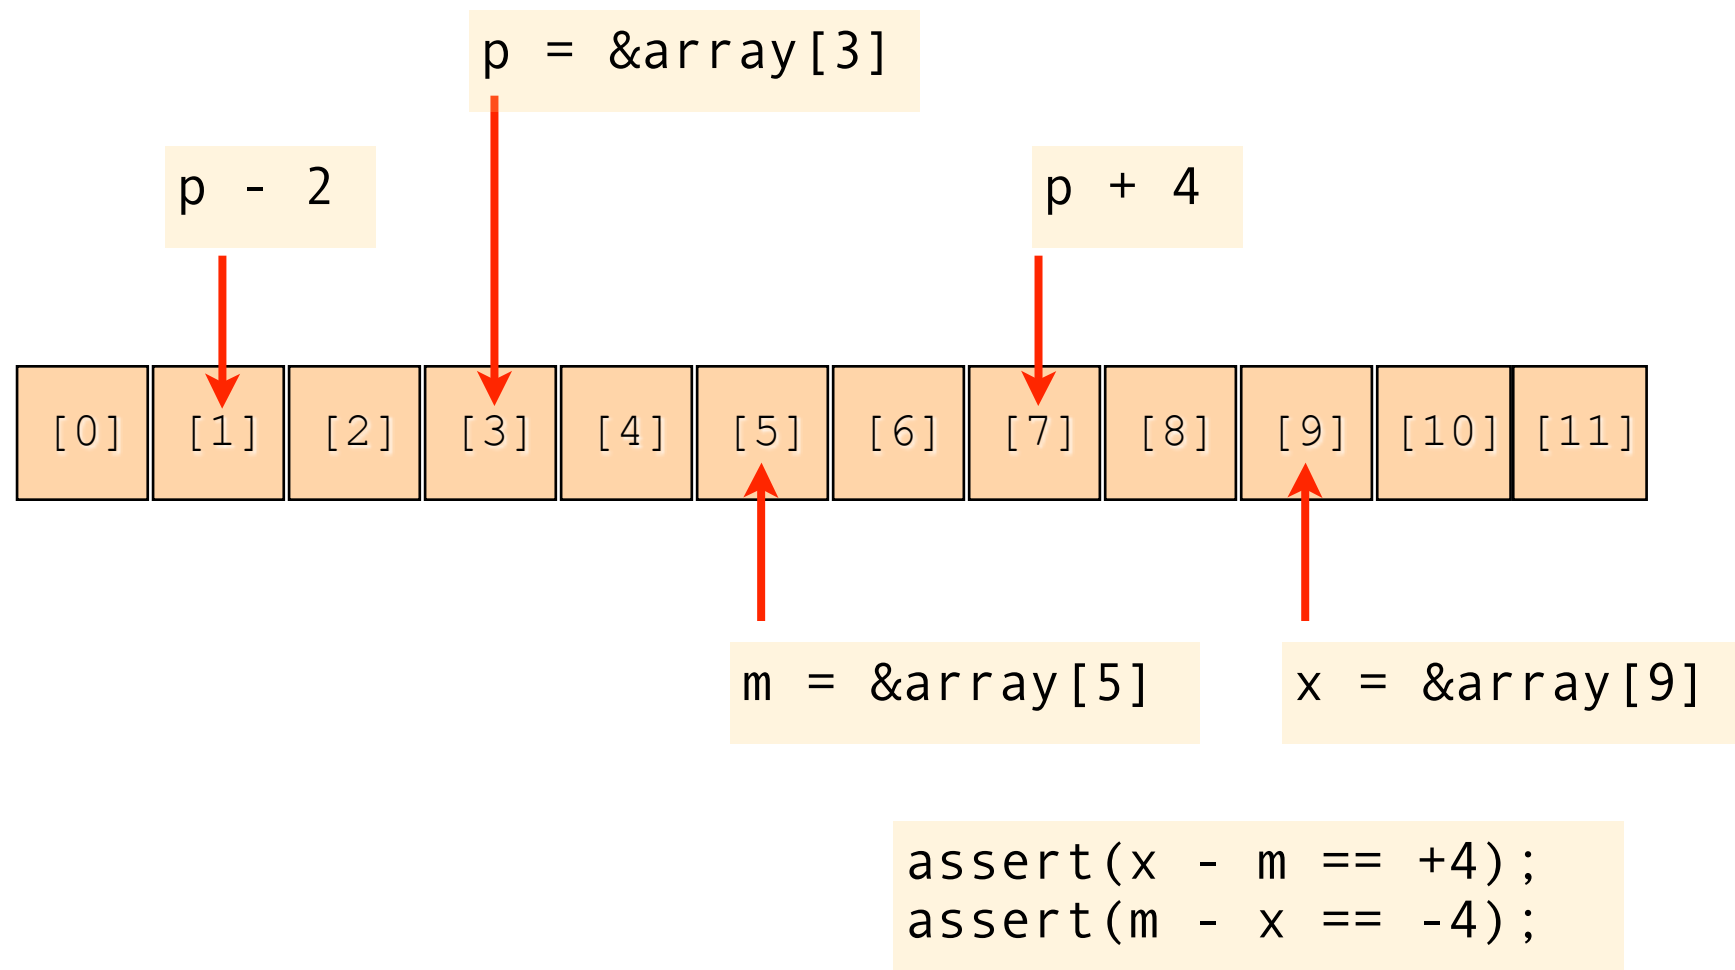 p = &array[3]
p - 2
p + 4
[0] [1] [2] [3] [4] [5] [6] [7] [8] [9] [10] [11]
m = &array[5]
x = &array[9]
assert(x - m == +4);
assert(m - x == -4);